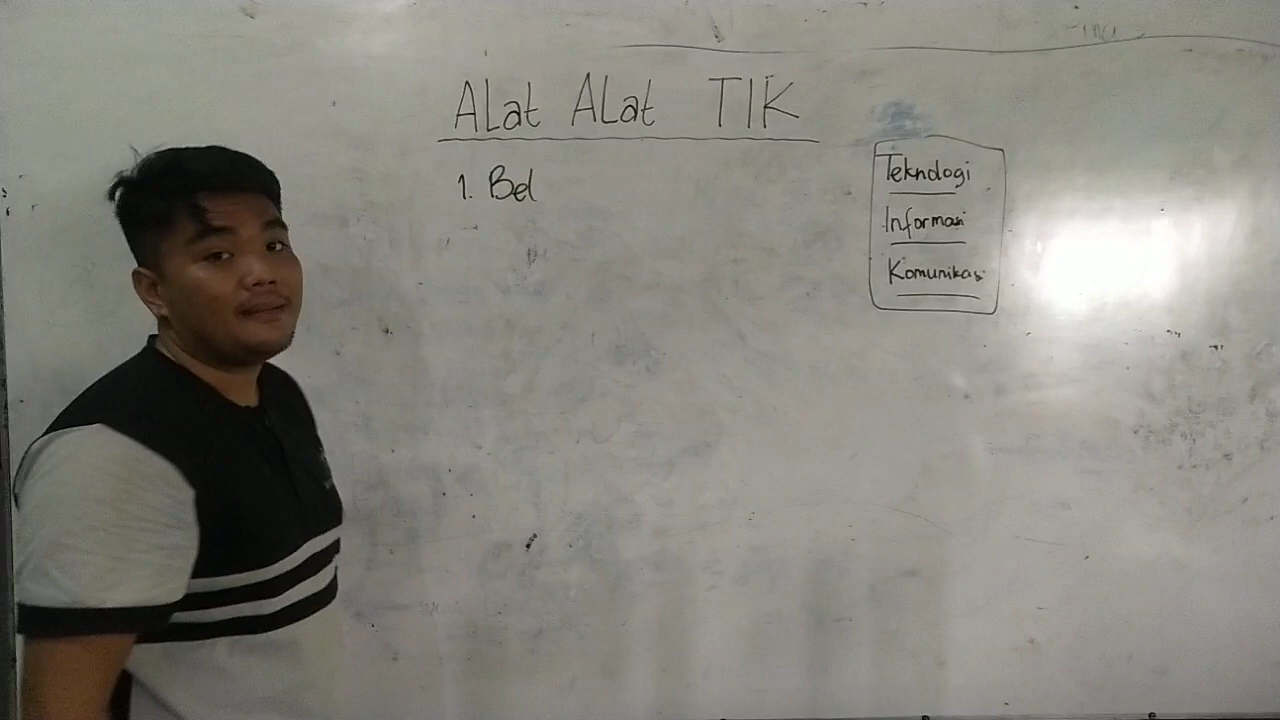 ALat ALat TIK
1. Bel
Teknologi
Informasi
Komunikasi